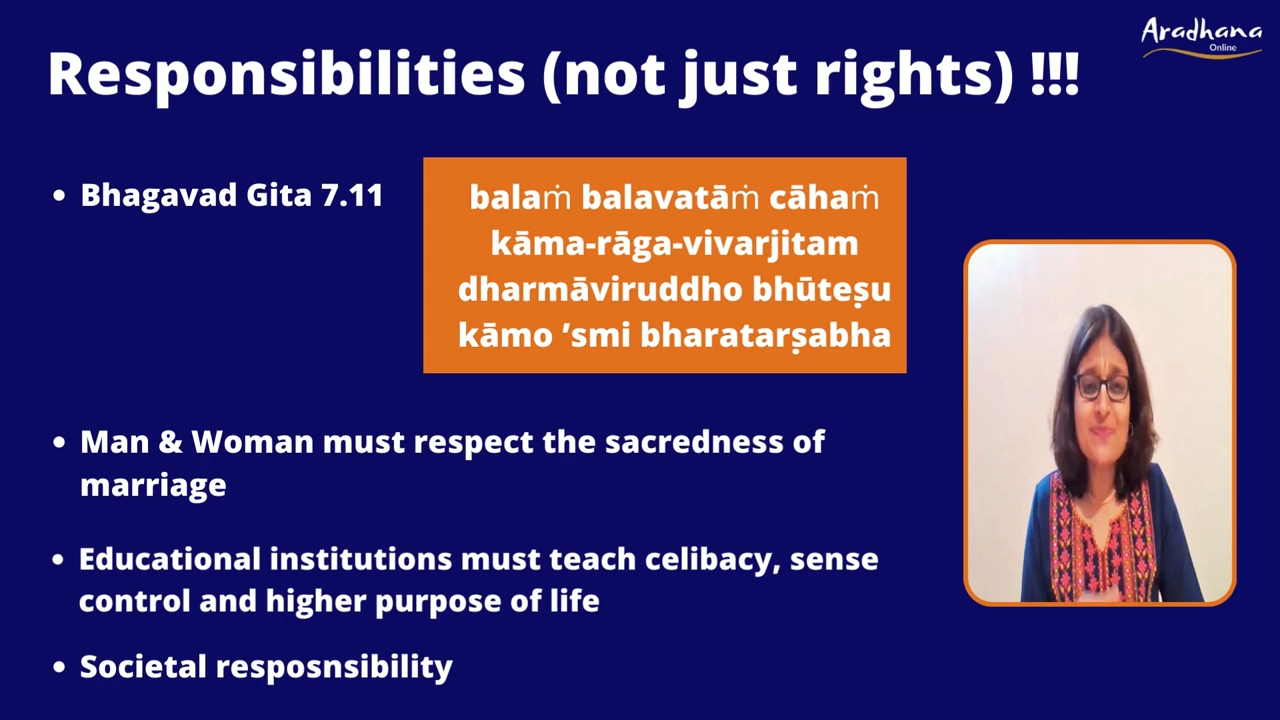 Aradhana
Online
Responsibilities (not just rights) !!!
• Bhagavad Gita 7.11
balaṁ balavatāṁ cāhaṁ
kāma-rāga-vivarjitam
dharmāviruddho bhūteṣu
kāmo ’smi bharatarṣabha
• Man & Woman must respect the sacredness of
marriage
• Educational institutions must teach celibacy, sense
control and higher purpose of life
• Societal resposnsibility